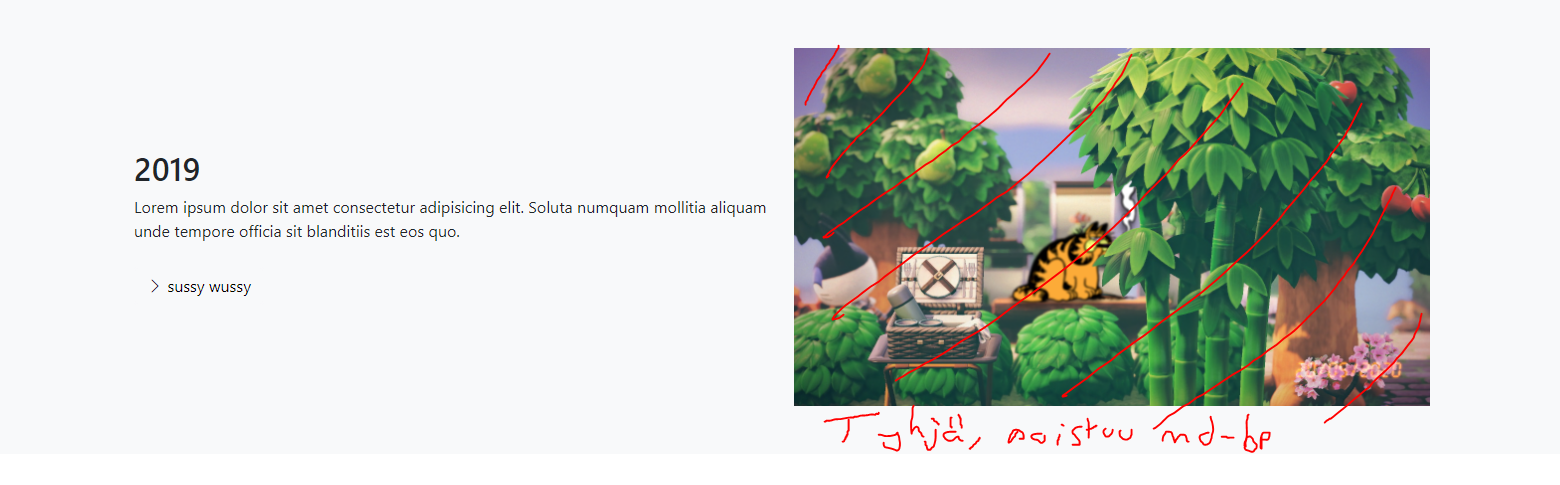 2019
Lorem ipsum dolor sit amet consectetur adipisicing elit. Soluta numquam mollitia aliquam
unde tempore officia sit blanditiis est eos quo.
> sussy wussy
Tyhjä, poistuu md-bp